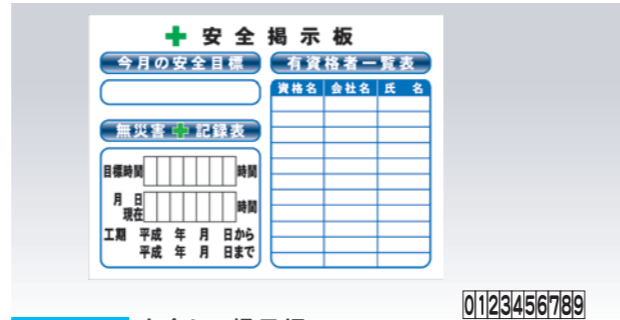 安全掲示板
今月の安全目標
有資格者一覧表
資格名 会社名 氏 名
無災害 記録表
目標時間 時間
月 日
現在 時間
工期 平成 年 月 日から
平成 年 月 日まで
0123456789